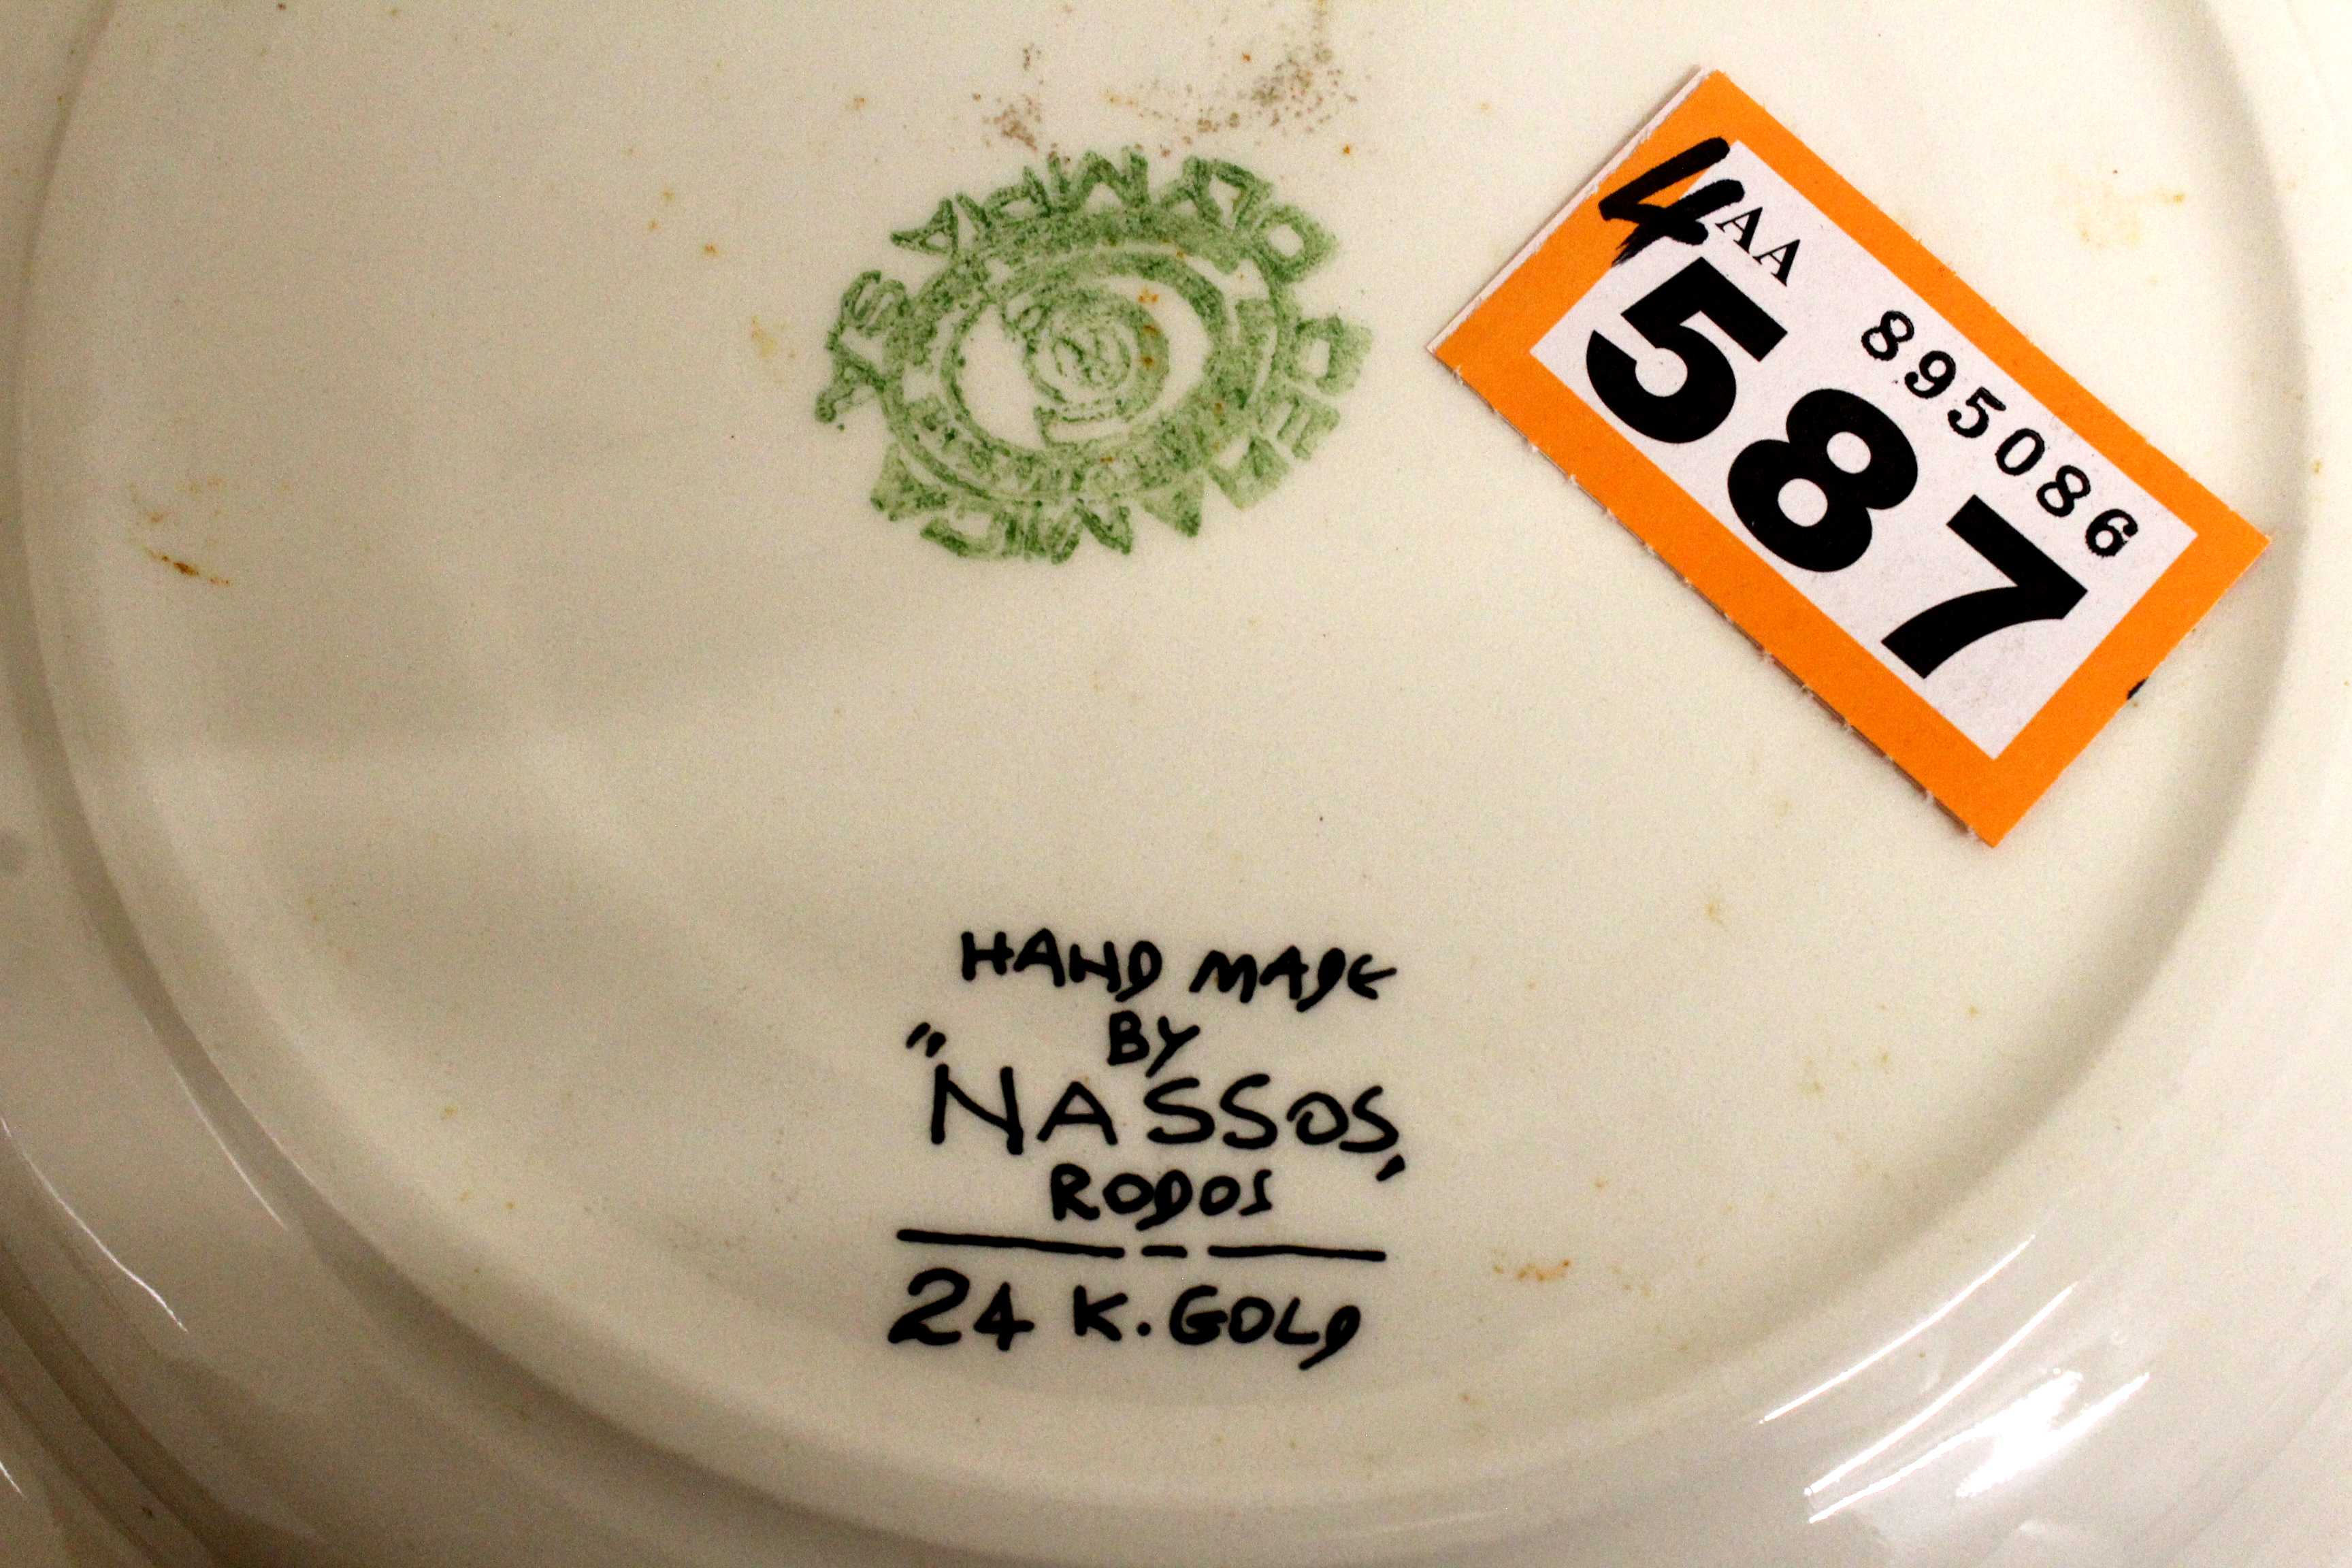 4
AA 895086
587
HAND MADE
BY
"NASSOS,,
RODOS
24 K. GOLD